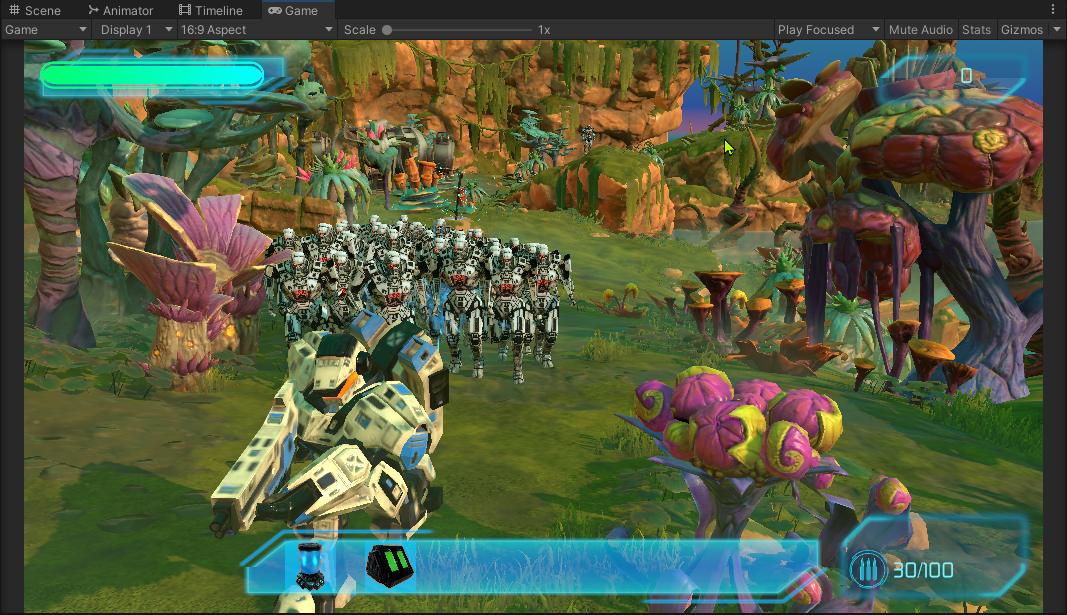 Scene Animator Timeline Game
Game Display 1 16:9 Aspect Scale 1x Play Focused Mute Audio Stats Gizmos
0
30/100